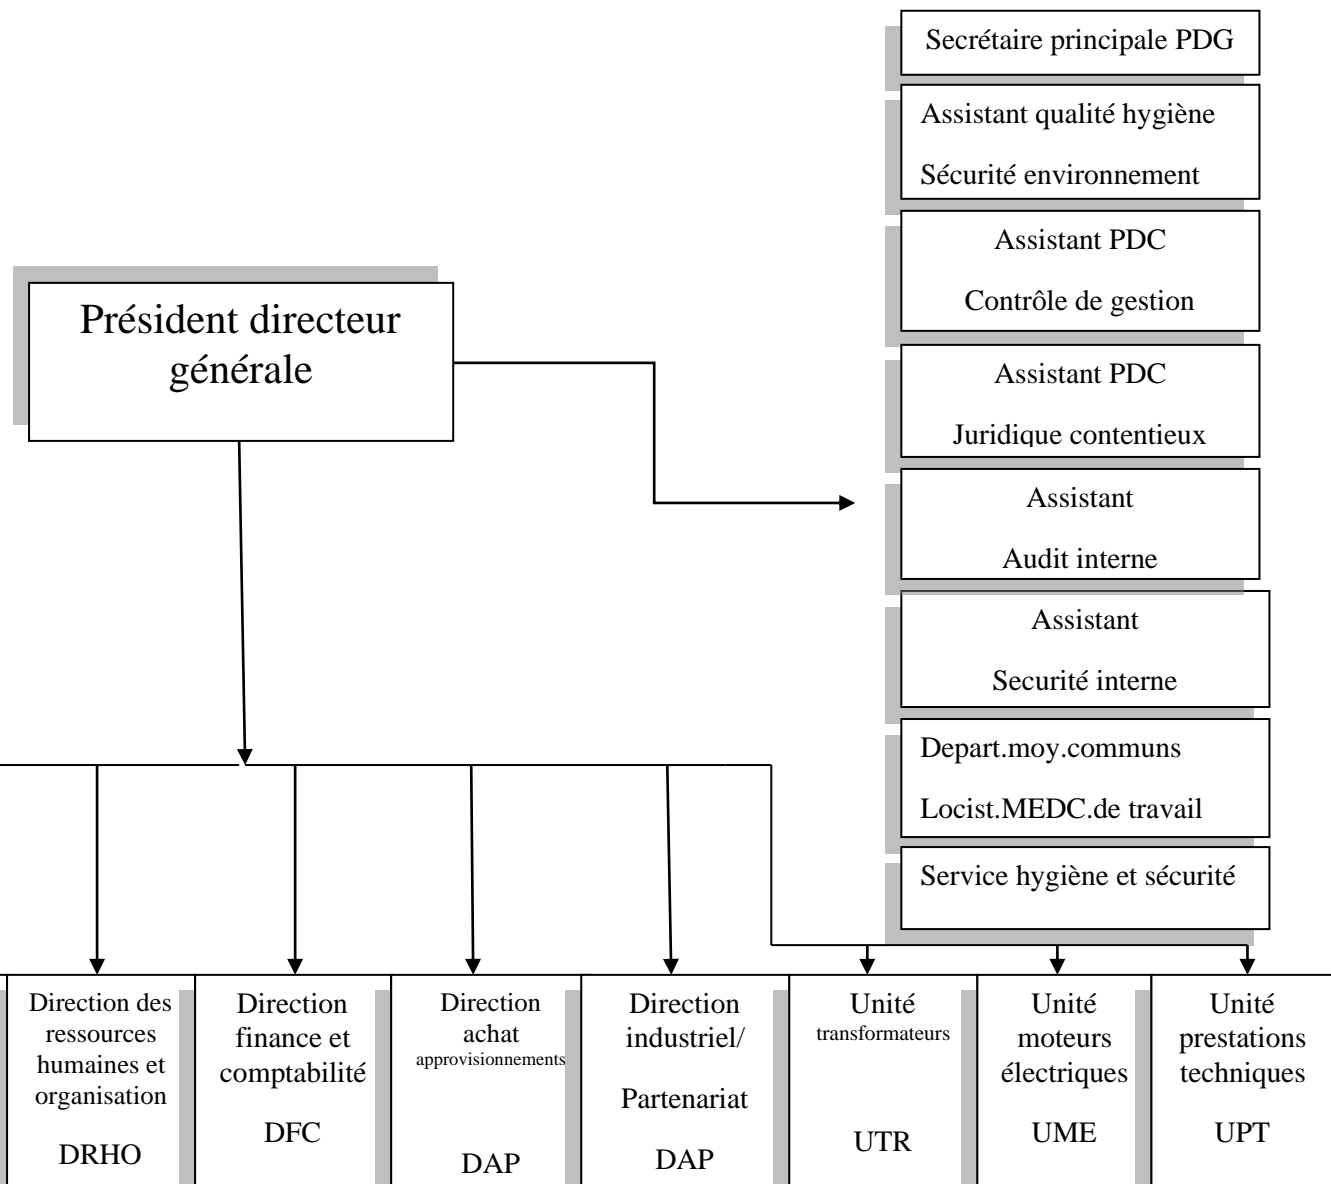 Secrétaire principale PDG
Assistant qualité hygiène
Sécurité environnement
Assistant PDC
Contrôle de gestion
Assistant PDC
Juridique contentieux
Assistant
Audit interne
Assistant
Securité interne
Depart.moy.communs
Locist.MEDC.de travail
Service hygiène et sécurité
Président directeur
générale
Direction des
ressources
humaines et
organisation
DRHO
Direction
finance et
comptabilité
DFC
Direction
achat
approvisionnements
DAP
Direction
industriel/
Partenariat
DAP
Unité
transformateurs
UTR
Unité
moteurs
électriques
UME
Unité
prestations
techniques
UPT